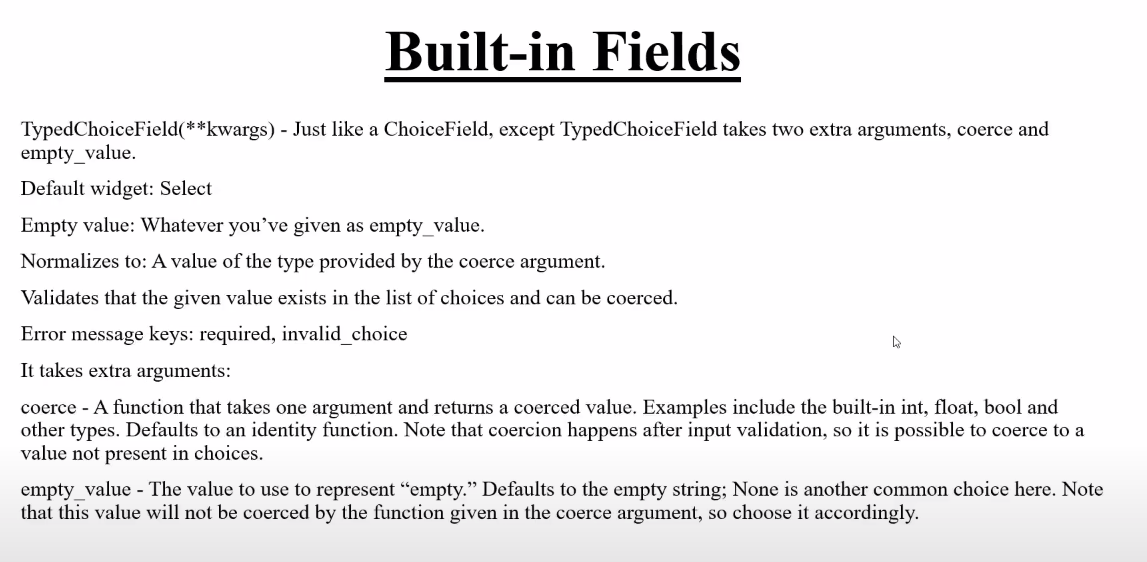 Built-in Fields
TypedChoiceField(**kwargs) - Just like a ChoiceField, except TypedChoiceField takes two extra arguments, coerce and
empty_value.
Default widget: Select
Empty value: Whatever you’ve given as empty_value.
Normalizes to: A value of the type provided by the coerce argument.
Validates that the given value exists in the list of choices and can be coerced.
Error message keys: required, invalid_choice
It takes extra arguments:
coerce - A function that takes one argument and returns a coerced value. Examples include the built-in int, float, bool and
other types. Defaults to an identity function. Note that coercion happens after input validation, so it is possible to coerce to a
value not present in choices.
empty_value - The value to use to represent “empty.” Defaults to the empty string; None is another common choice here. Note
that this value will not be coerced by the function given in the coerce argument, so choose it accordingly.